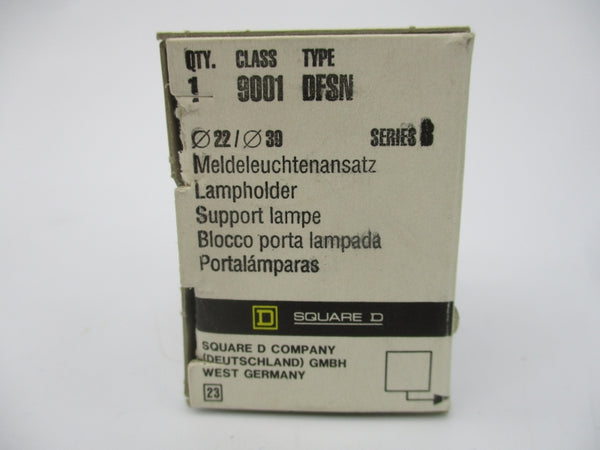 QTY. CLASS TYPE
1 9001 DFSN
Ø 22 / Ø 30 SERIES B
Meldeleuchtenansatz
Lampholder
Support lampe
Blocco porta lampada
Portalámparas
D SQUARE D
SQUARE D COMPANY
(DEUTSCHLAND) GMBH
WEST GERMANY
23